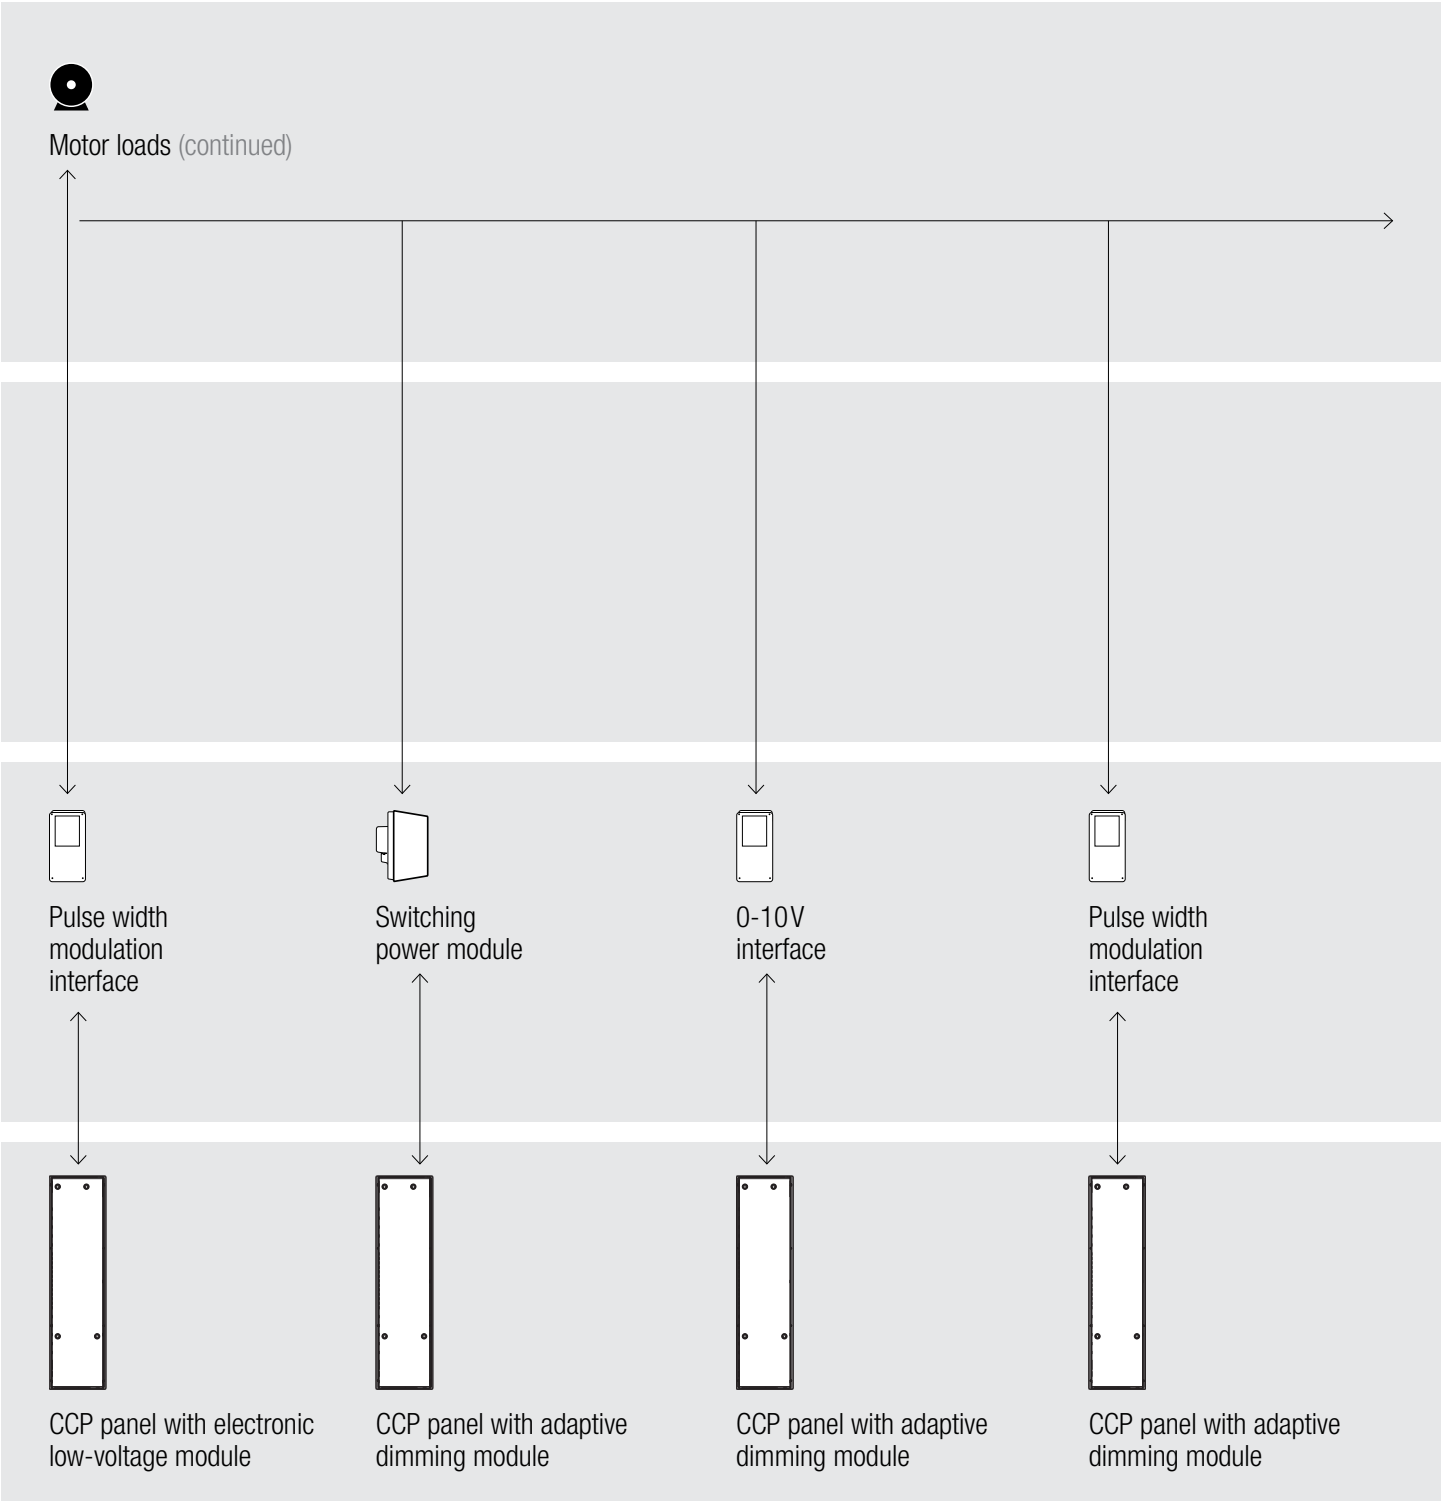 Motor loads (continued)
Pulse width
modulation
interface
Switching
power module
0-10V
interface
Pulse width
modulation
interface
CCP panel with electronic
low-voltage module
CCP panel with adaptive
dimming module
CCP panel with adaptive
dimming module
CCP panel with adaptive
dimming module